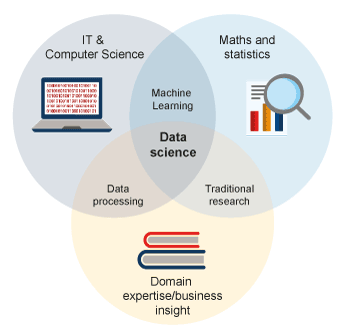 IT &
Computer Science
Maths and
statistics
Machine
Learning
Data
science
Data
processing
Traditional
research
Domain
expertise/business
insight